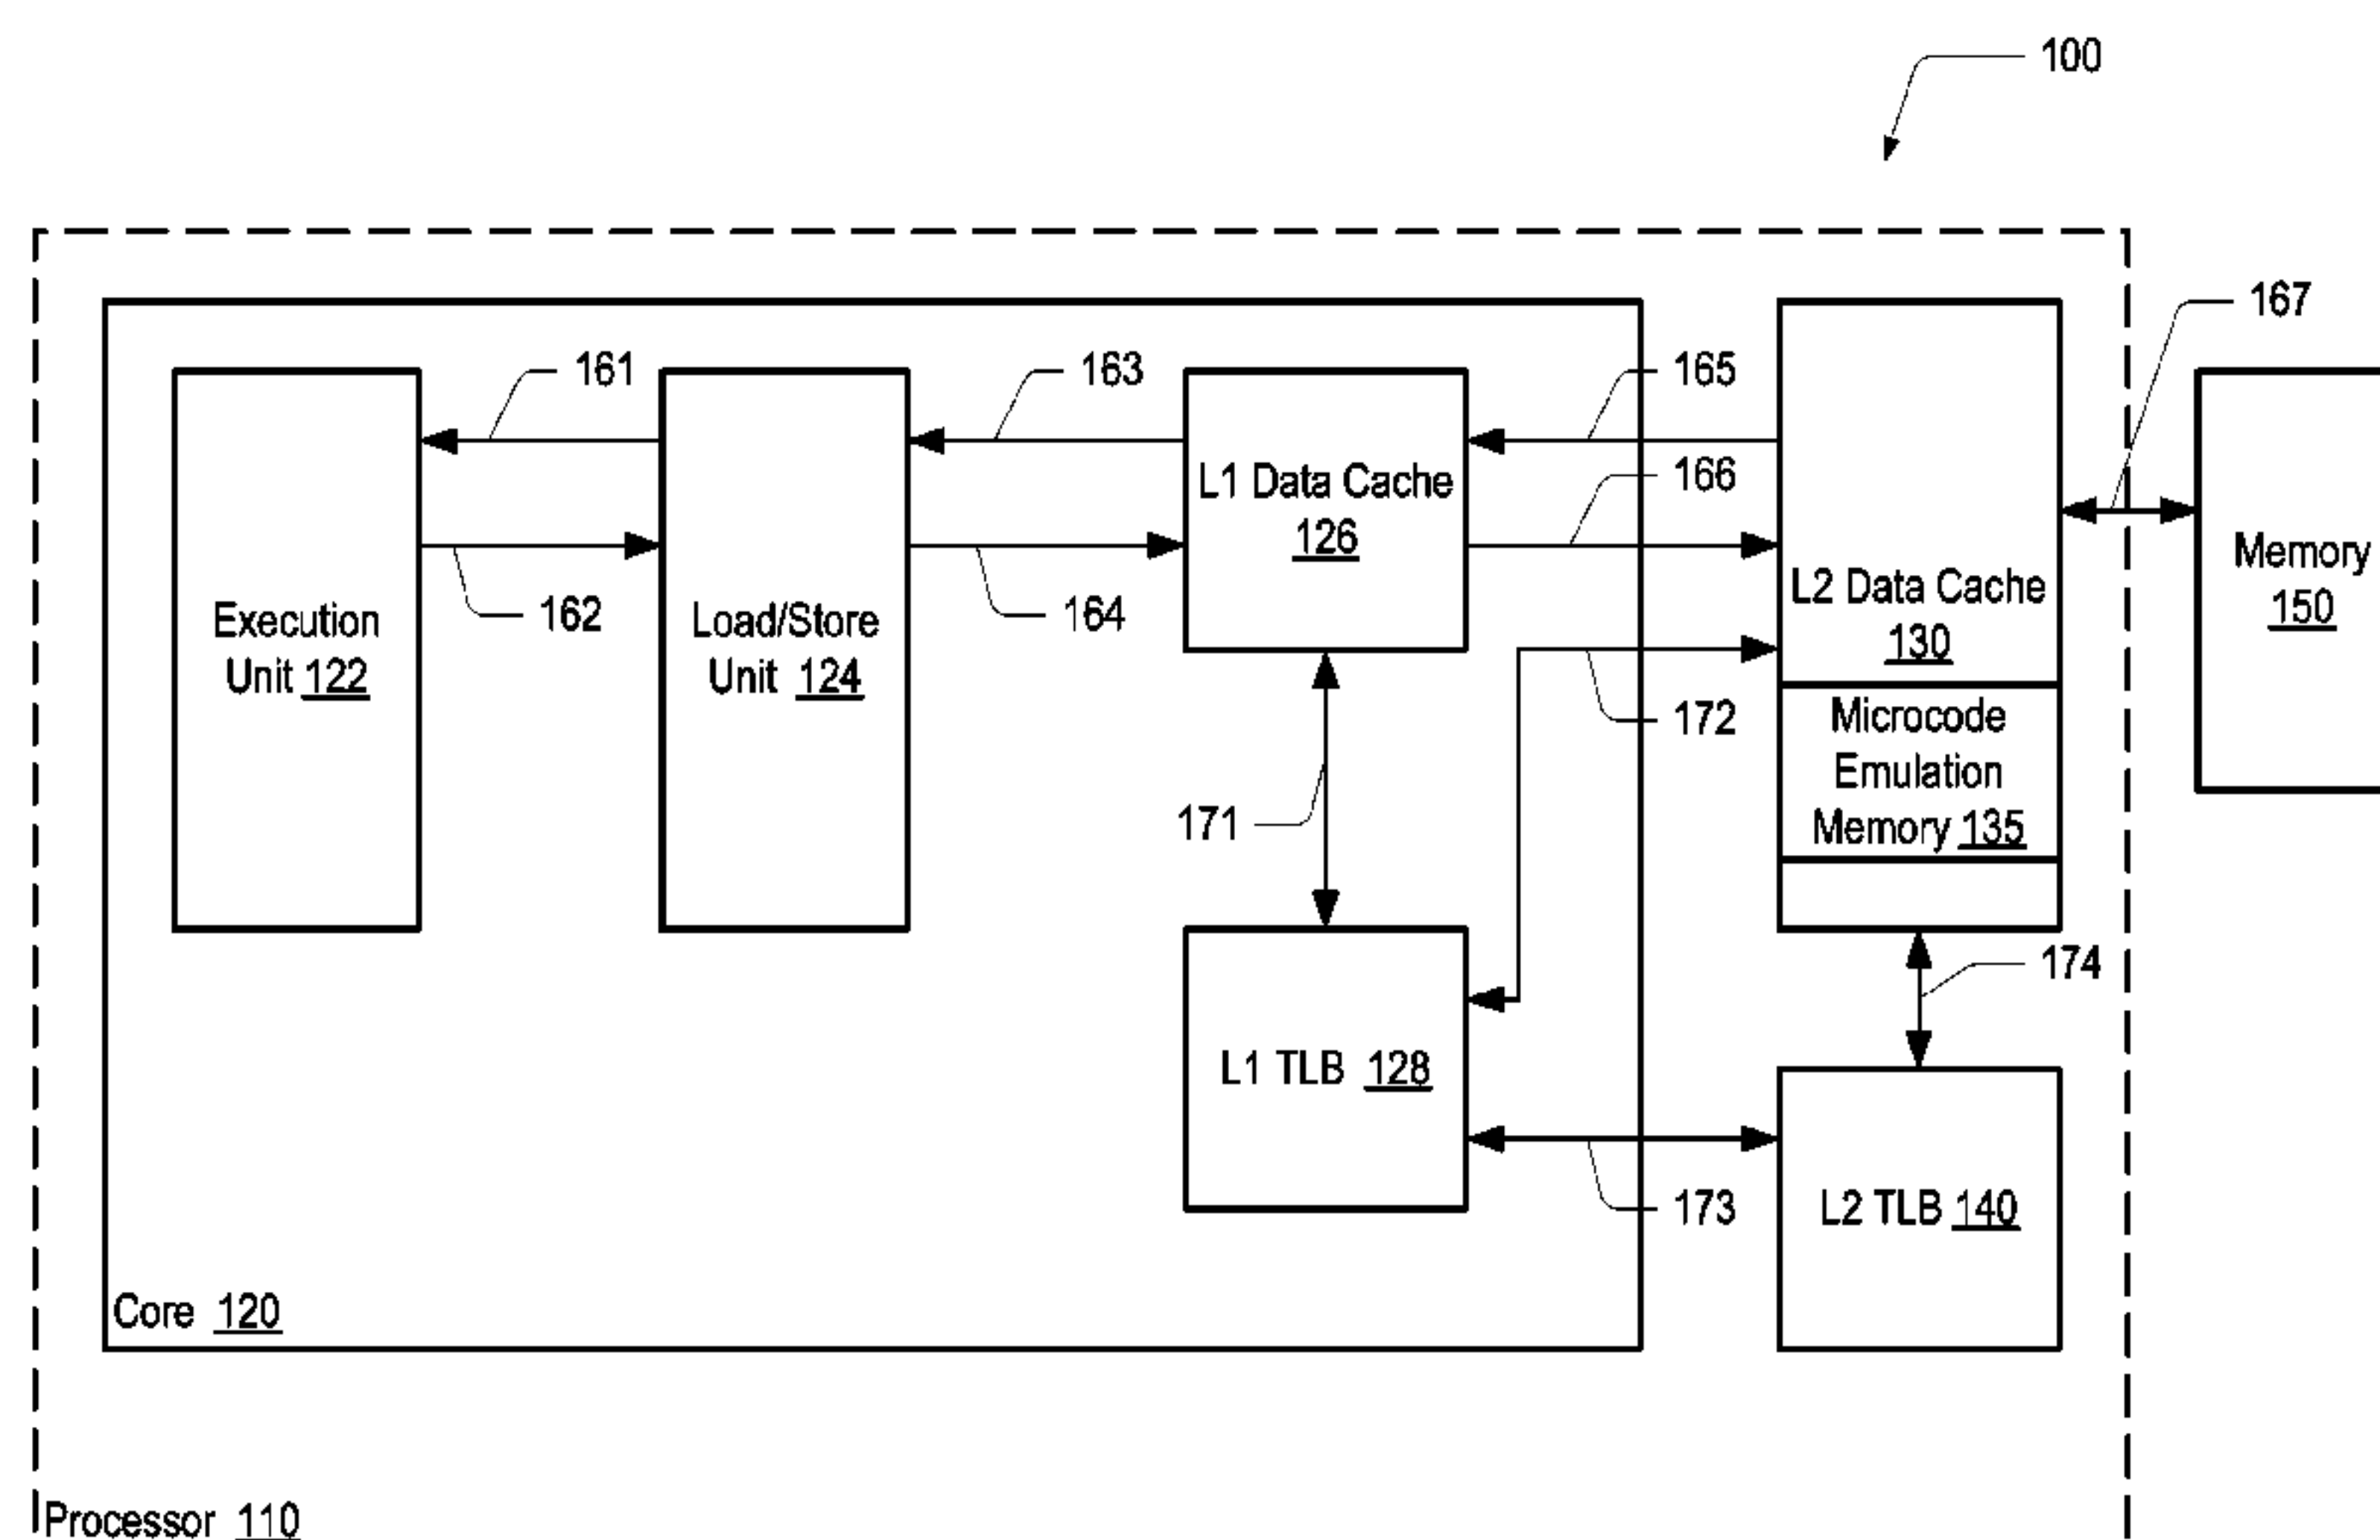 100
167
161
163
165
L1 Data Cache
126
166
Memory
150
Execution
Unit 122
162
Load/Store
Unit 124
164
L2 Data Cache
130
172
Microcode
Emulation
Memory 135
171
174
L1 TLB 128
173
L2 TLB 140
Core 120
Processor 110